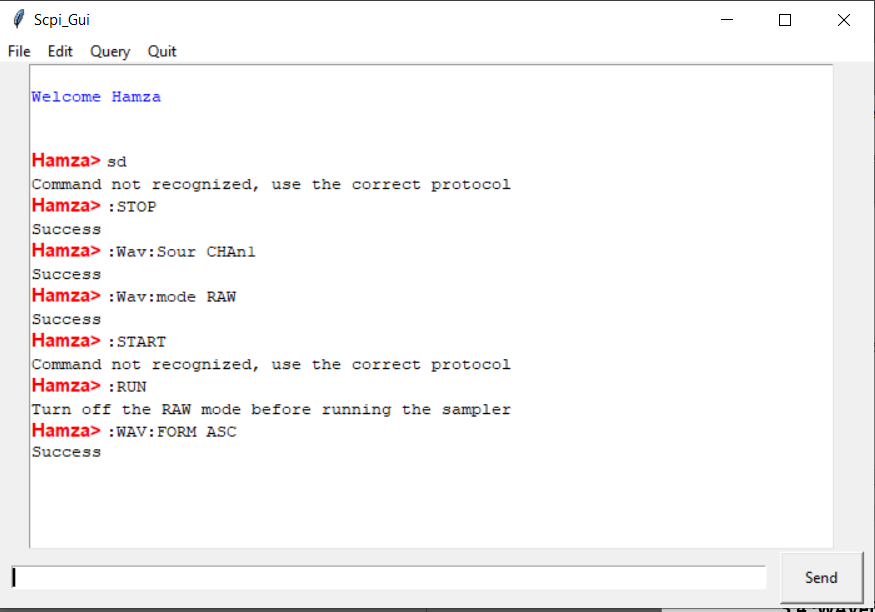 Scpi_Gui
File Edit Query Quit
Welcome Hamza
Hamza> sd
Command not recognized, use the correct protocol
Hamza> :STOP
Success
Hamza> :Wav:Sour CHAn1
Success
Hamza> :Wav:mode RAW
Success
Hamza> :START
Command not recognized, use the correct protocol
Hamza> :RUN
Turn off the RAW mode before running the sampler
Hamza> :WAV:FORM ASC
Success
Send